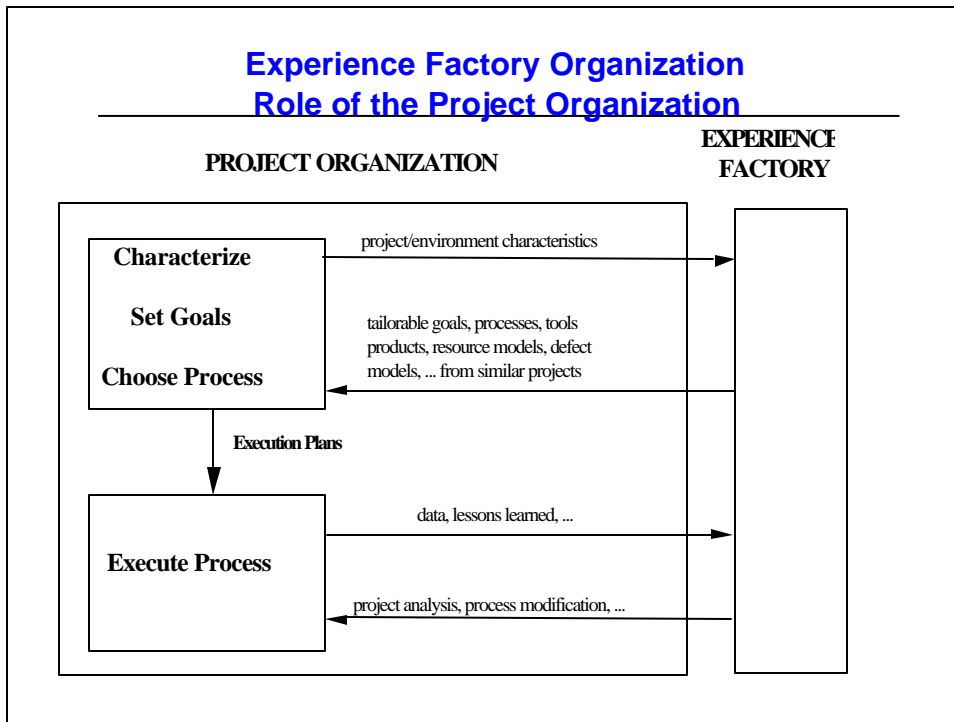 Experience Factory Organization
Role of the Project Organization
PROJECT ORGANIZATION
EXPERIENCE
FACTORY
Characterize
Set Goals
Choose Process
project/environment characteristics
tailorable goals, processes, tools
products, resource models, defect
models, ... from similar projects
Execution Plans
Execute Process
data, lessons learned, ...
project analysis, process modification, ...